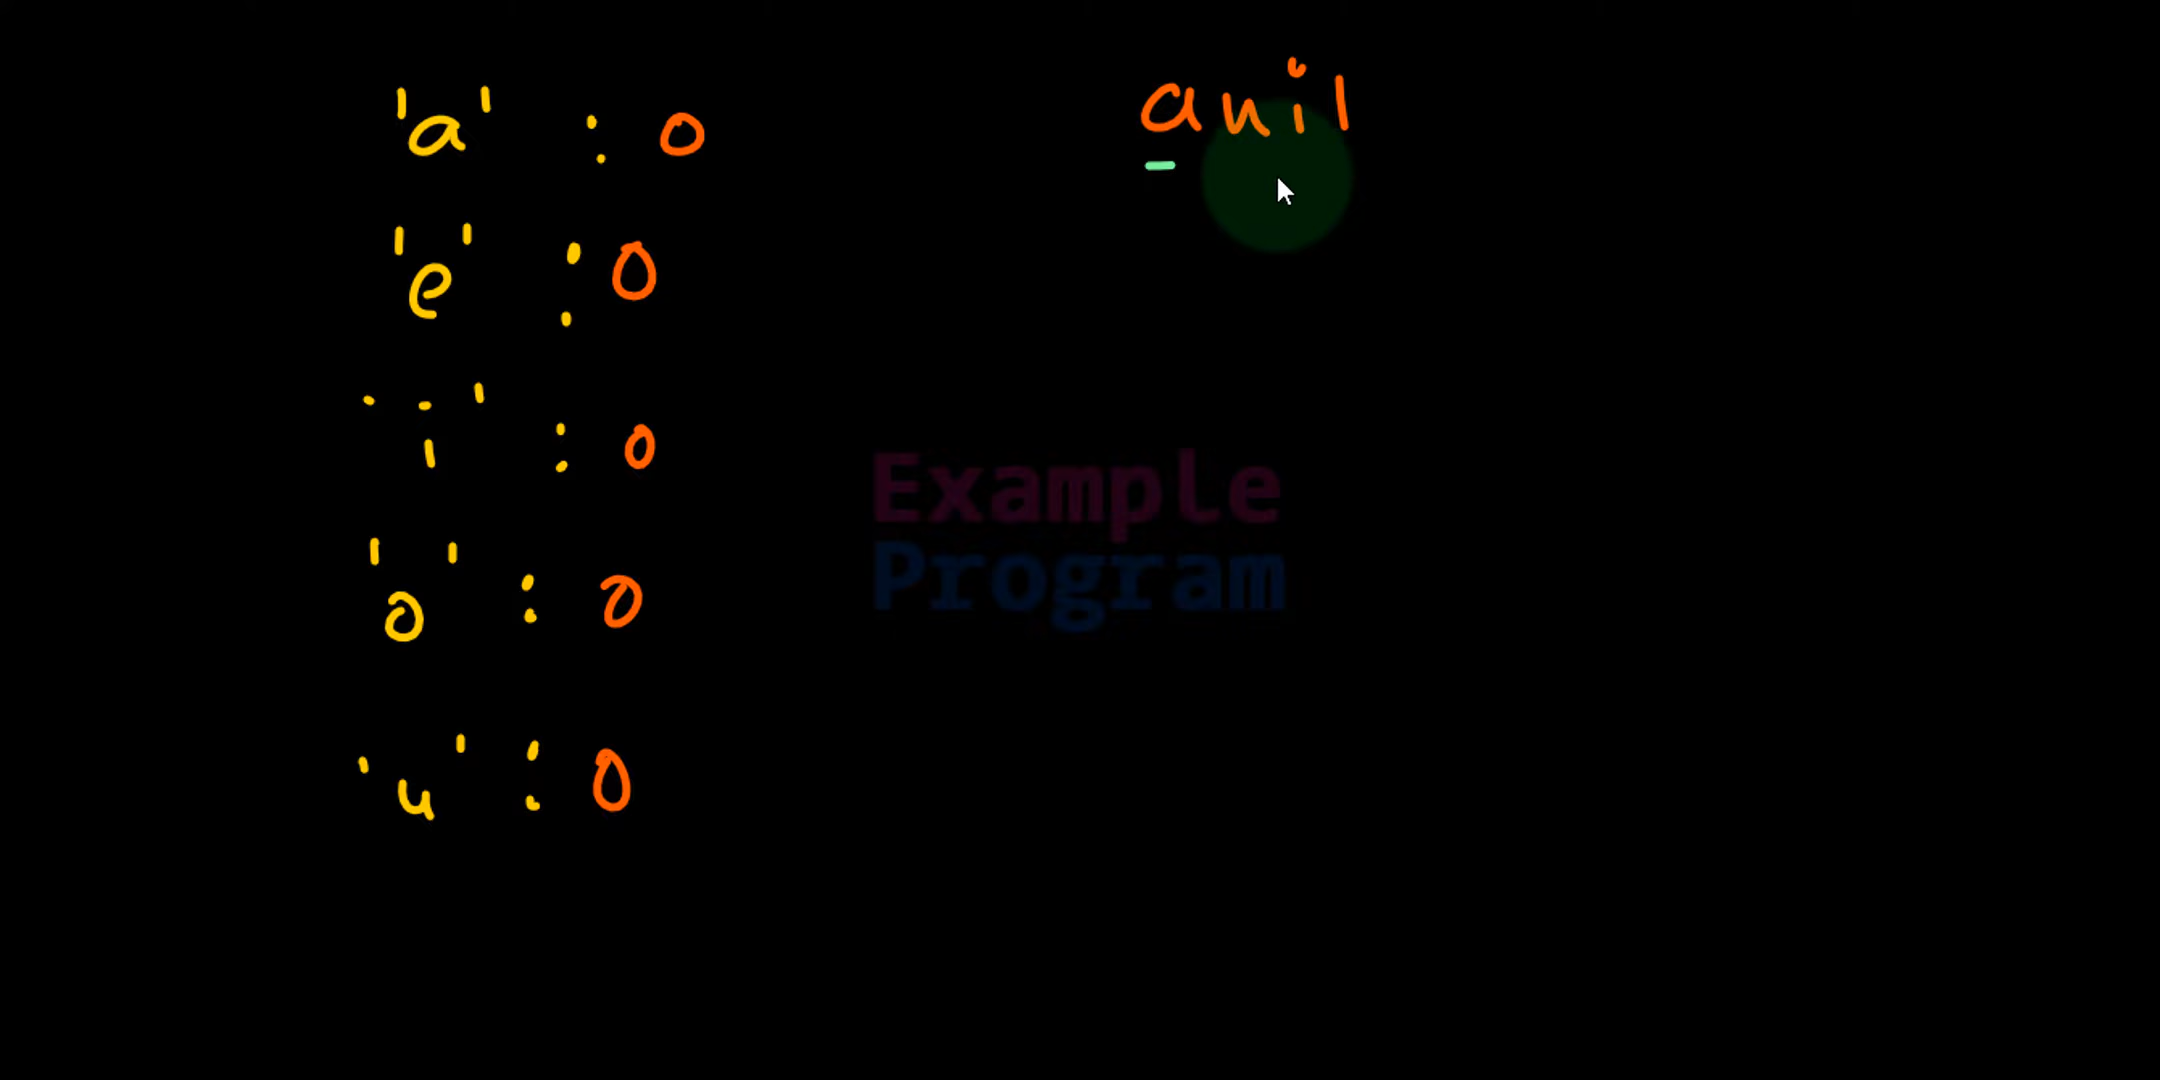 'a' : 0
anil
'e' : 0
'i' : 0
Example
Program
'o' : 0
'u' : 0